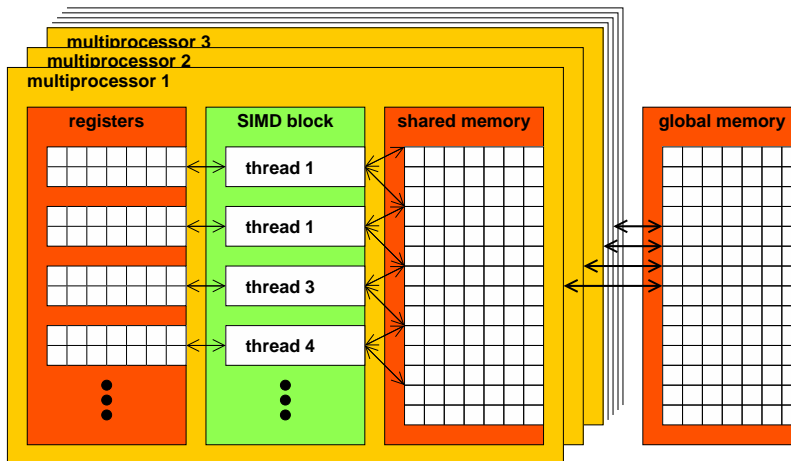 multiprocessor 3
multiprocessor 2
multiprocessor 1
registers
SIMD block
shared memory
global memory
thread 1
thread 1
thread 3
thread 4